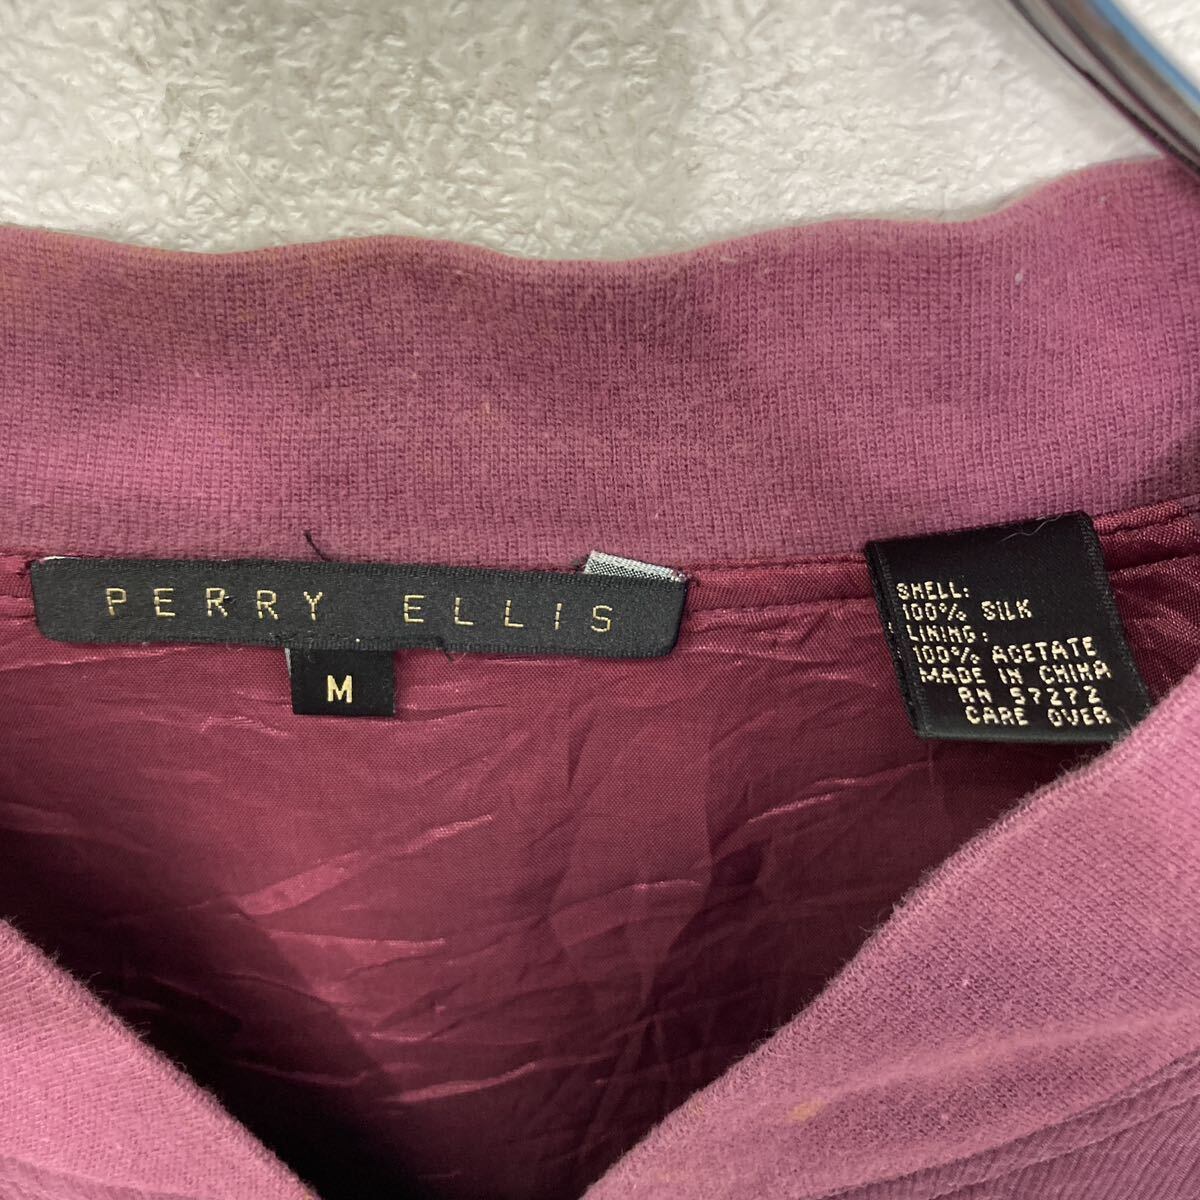 PERRY ELLIS
M
SHELL:
100% SILK
LINING:
100% ACETATE
MADE IN CHINA
RN 57272
CARE OVER